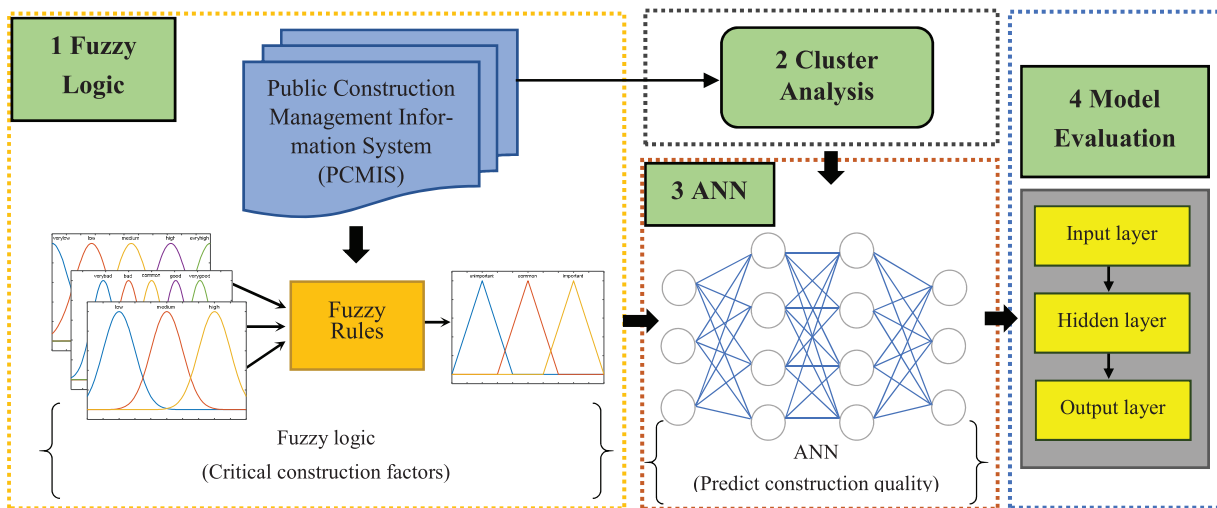 1 Fuzzy
Logic
Public Construction
Management Infor-
mation System
(PCMIS)
2 Cluster
Analysis
4 Model
Evaluation
3 ANN
verylow low medium high
verybad bad common good verygood
low medium high
Fuzzy
Rules
unimportant common important
Input layer
Hidden layer
Output layer
Fuzzy logic
(Critical construction factors)
ANN
(Predict construction quality)